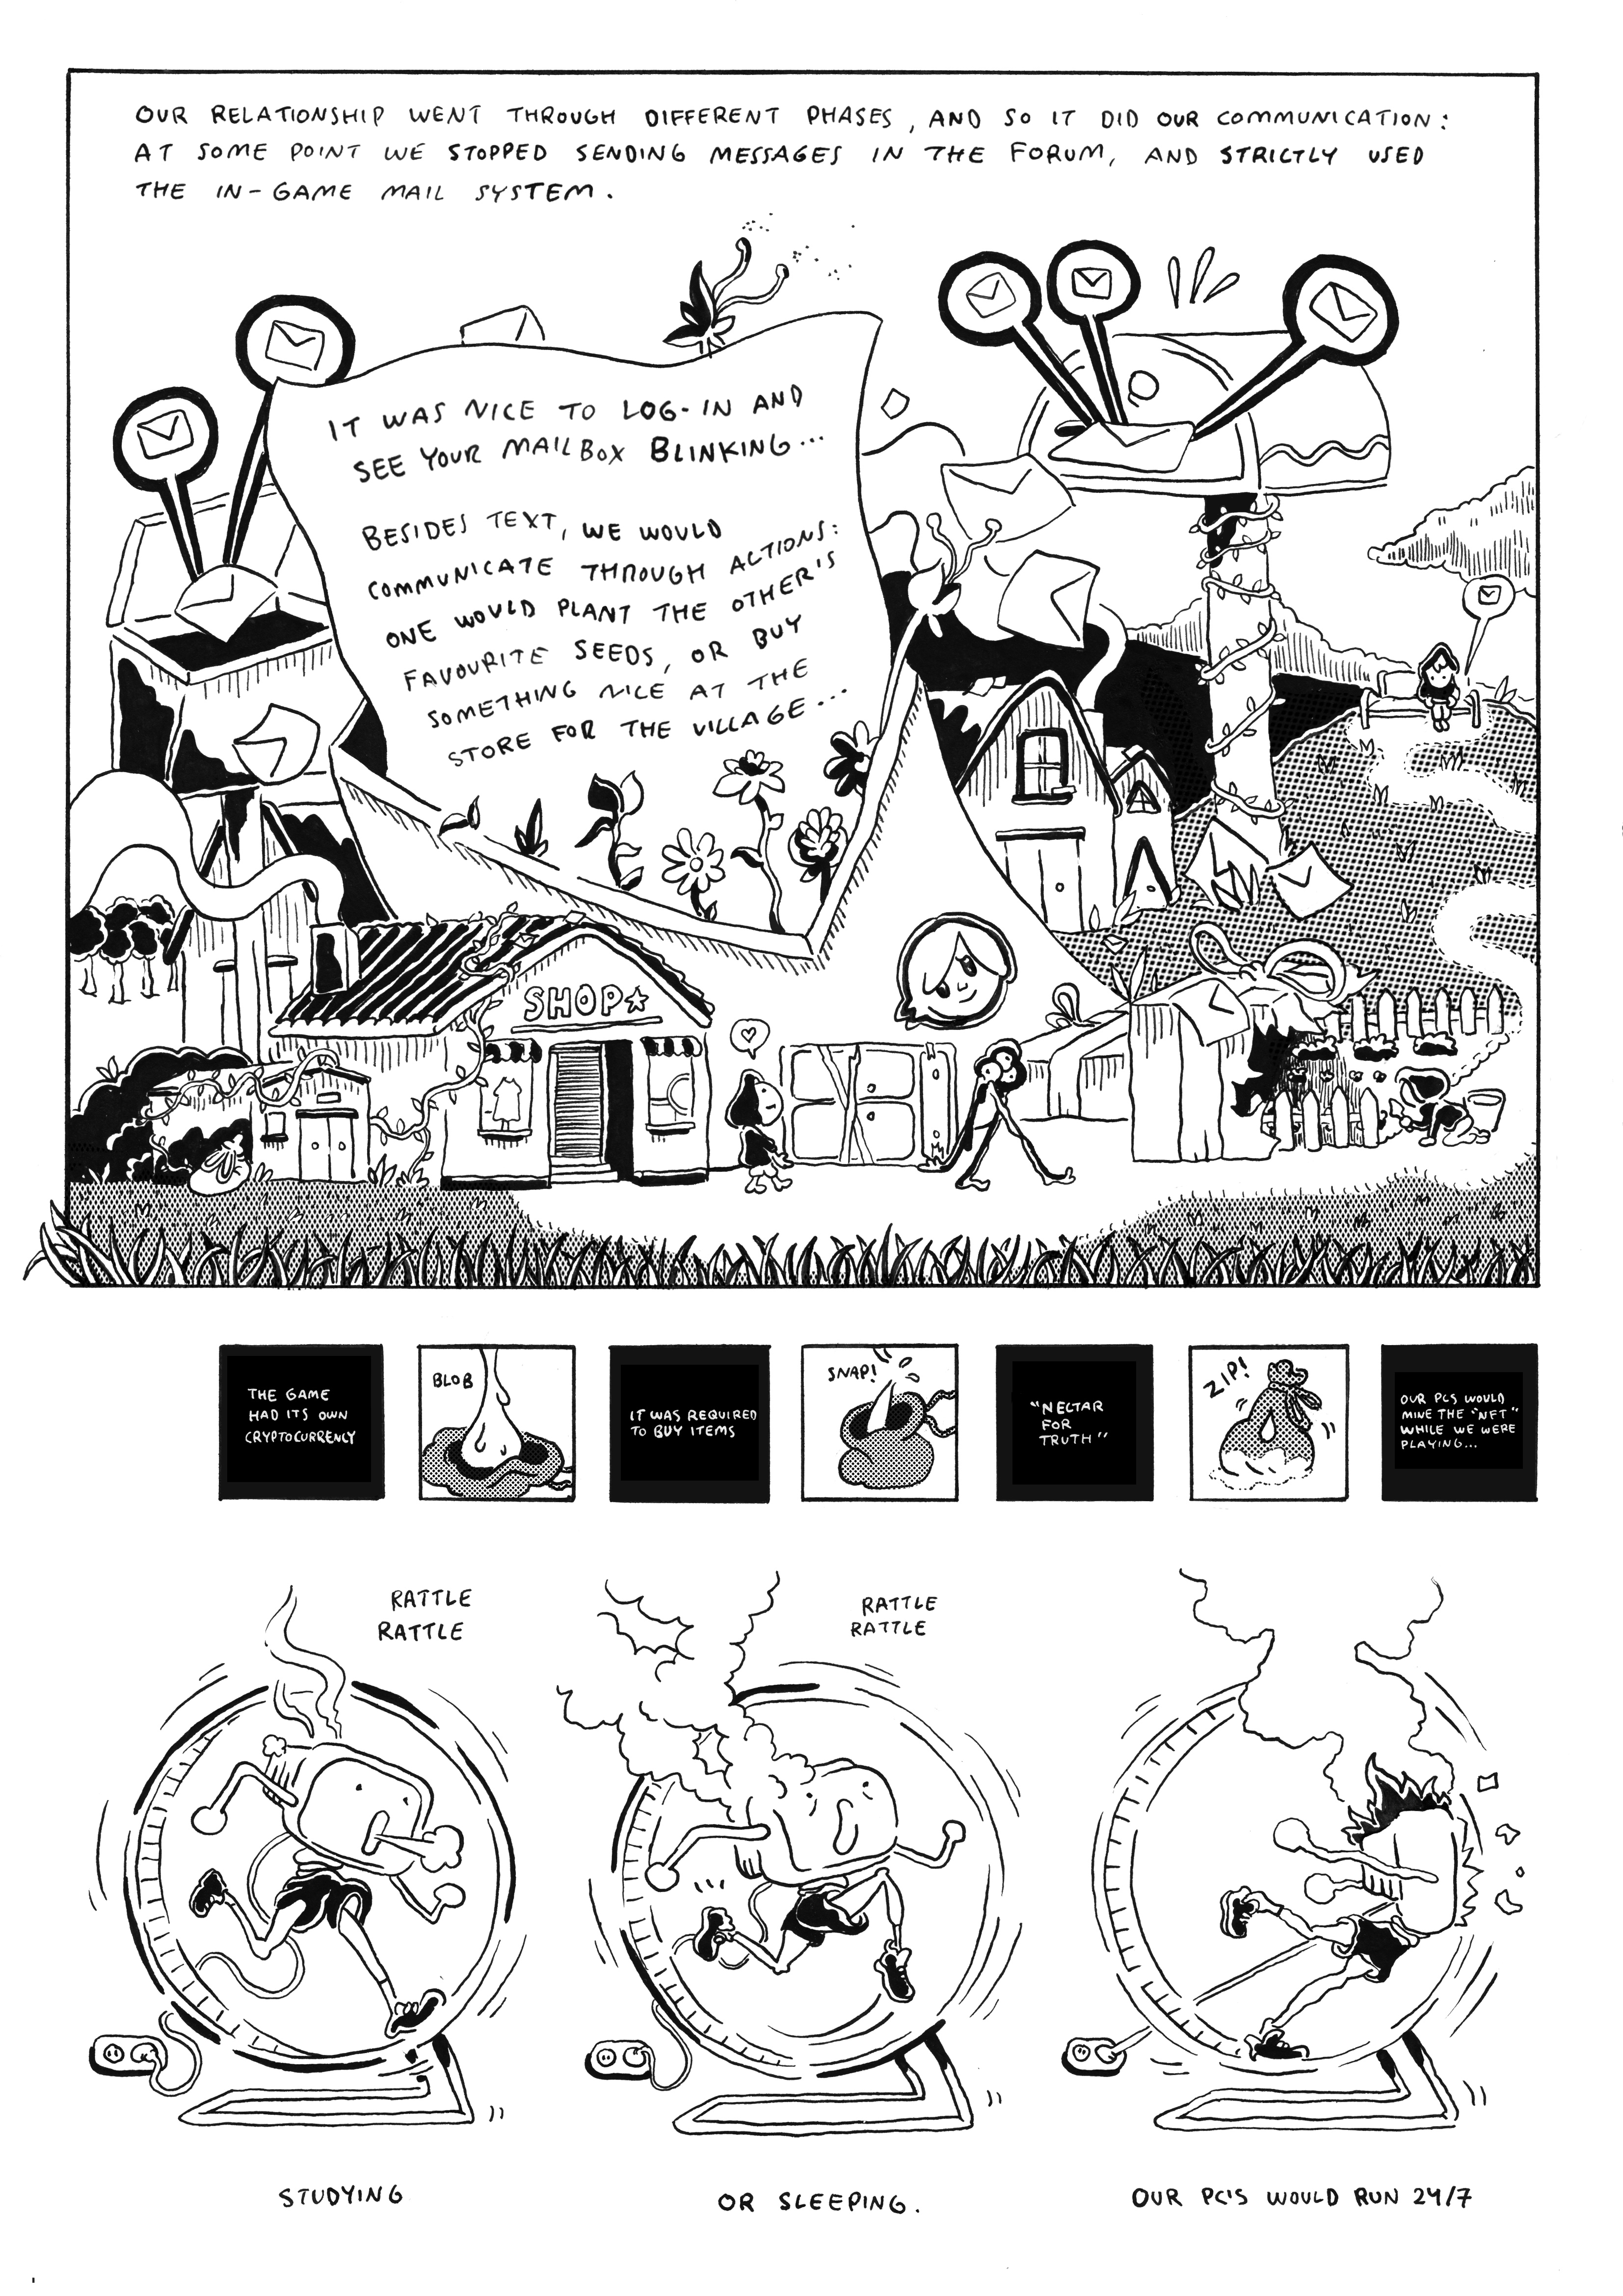 OUR RELATIONSHIP WENT THROUGH DIFFERENT PHASES, AND SO IT DID OUR COMMUNICATION:
AT SOME POINT WE STOPPED SENDING MESSAGES IN THE FORUM, AND STRICTLY USED
THE IN-GAME MAIL SYSTEM.
IT WAS NICE TO LOG-IN AND
SEE YOUR MAILBOX BLINKING...
BESIDES TEXT, WE WOULD
COMMUNICATE THROUGH ACTIONS:
ONE WOULD PLANT THE OTHER'S
FAVOURITE SEEDS, OR BUY
SOMETHING NICE AT THE
STORE FOR THE VILLAGE...
SHOP
THE GAME
HAD ITS OWN
CRYPTOCURRENCY
BLOB
IT WAS REQUIRED
TO BUY ITEMS
SNAP!
"NECTAR
FOR
TRUTH"
ZIP!
OUR PCS WOULD
MINE THE "NFT"
WHILE WE WERE
PLAYING...
RATTLE
RATTLE
RATTLE
RATTLE
STUDYING
OR SLEEPING.
OUR PC'S WOULD RUN 24/7